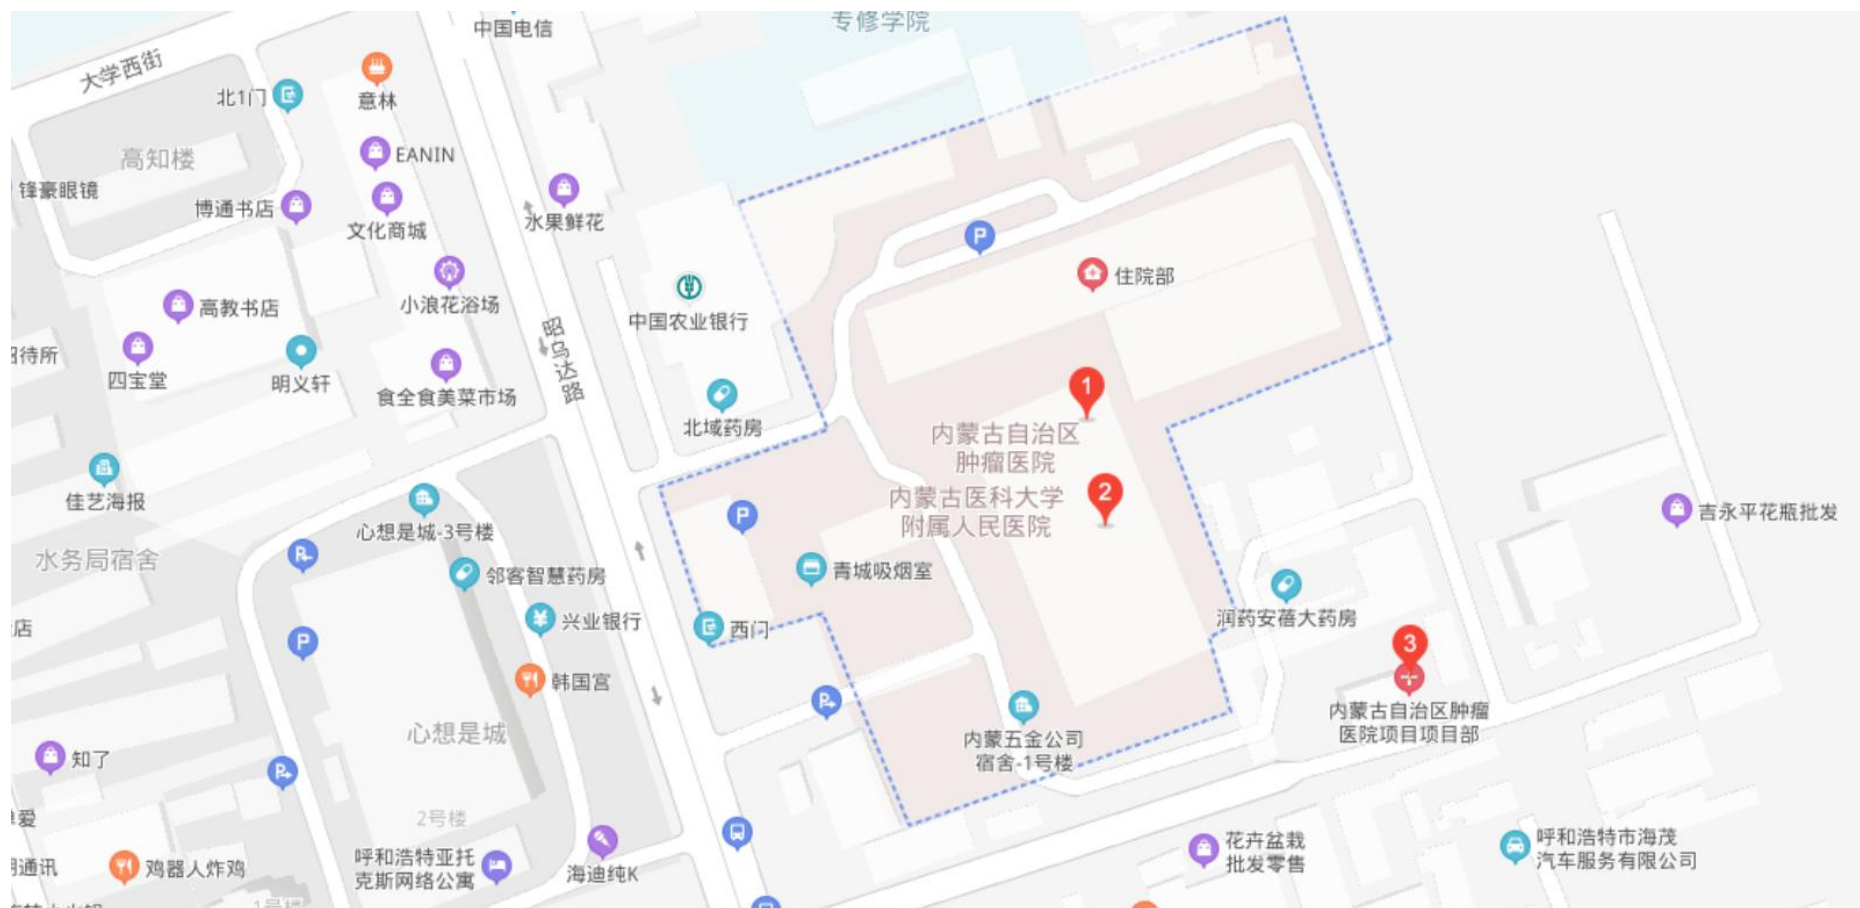 中国电信
专修学院
大学西街
北1门
意林
高知楼
EANIN
锋豪眼镜
博通书店
文化商城
水果鲜花
小浪花浴场
高教书店
中国农业银行
住院部
昭乌达路
待所
四宝堂
明义轩
食全食美菜市场
北域药房
1
内蒙古自治区
肿瘤医院
2
内蒙古医科大学
附属人民医院
佳艺海报
心想是城-3号楼
P
吉永平花瓶批发
水务局宿舍
P
邻客智慧药房
青城吸烟室
兴业银行
西门
润药安蓓大药房
店
P
韩国宫
3
内蒙古自治区肿瘤
医院项目项目部
P
P
心想是城
内蒙五金公司
宿舍-1号楼
知了
P
2号楼
爱
呼和浩特亚托
克斯网络公寓
海迪纯K
花卉盆栽
批发零售
呼和浩特市海茂
汽车服务有限公司
通讯
鸡器人炸鸡
1号楼